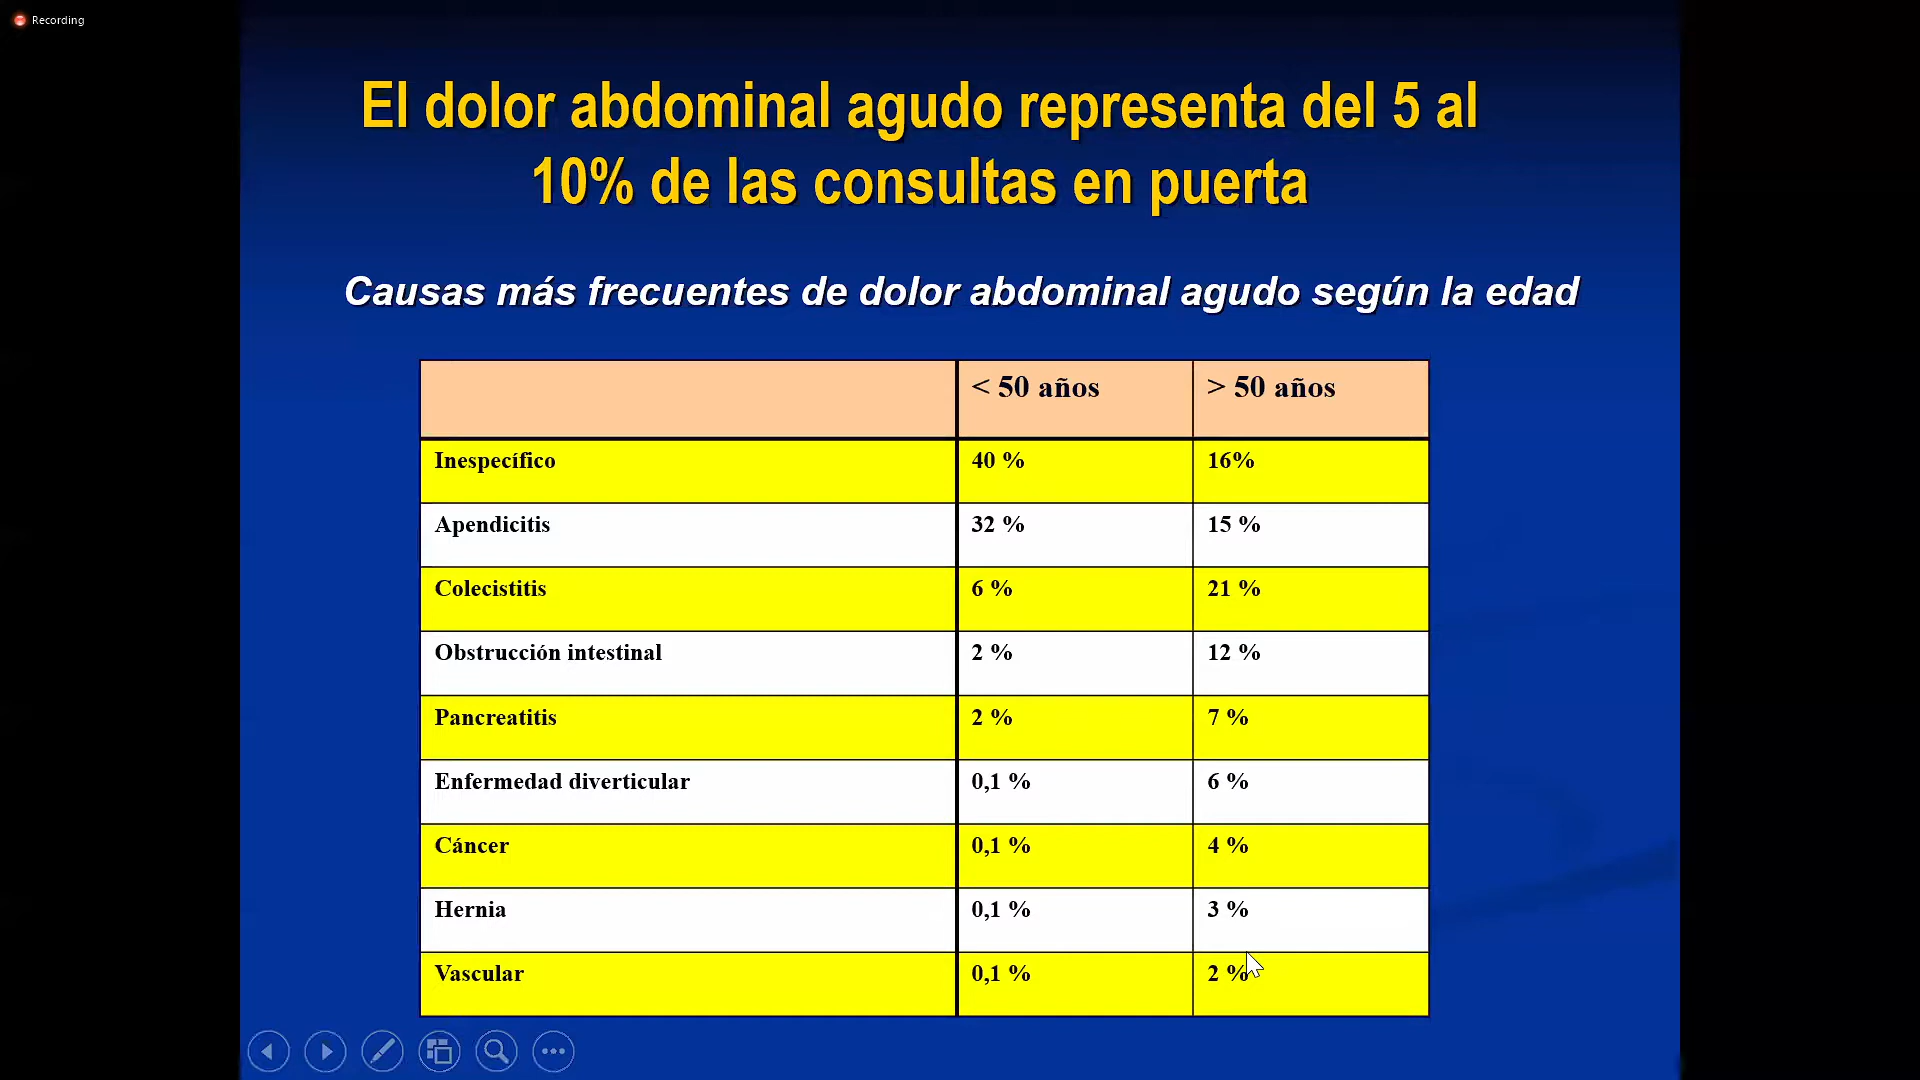 Recording
El dolor abdominal agudo representa del 5 al
10% de las consultas en puerta
Causas más frecuentes de dolor abdominal agudo según la edad
< 50 años > 50 años
Inespecífico 40 % 16%
Apendicitis 32 % 15 %
Colecistitis 6 % 21 %
Obstrucción intestinal 2 % 12 %
Pancreatitis 2 % 7 %
Enfermedad diverticular 0,1 % 6 %
Cáncer 0,1 % 4 %
Hernia 0,1 % 3 %
Vascular 0,1 % 2 %